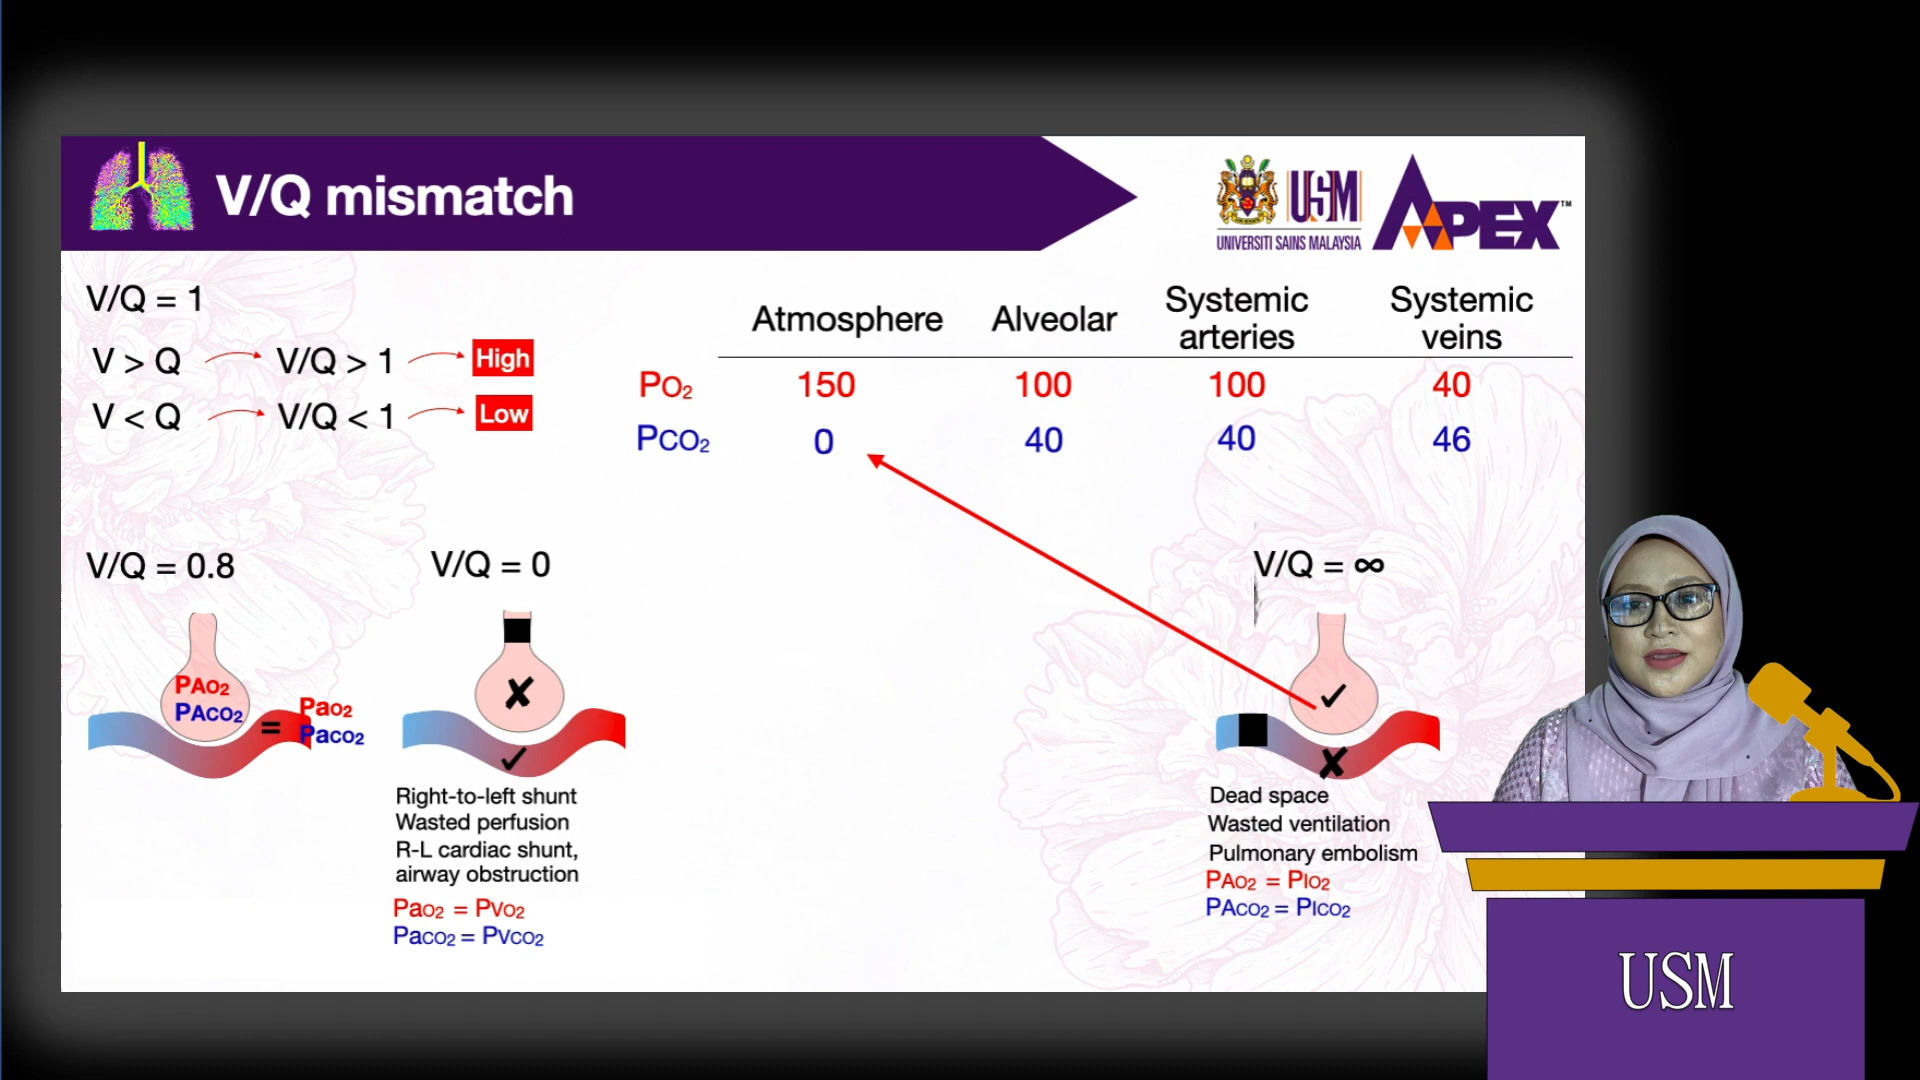 V/Q mismatch
USM
UNIVERSITI SAINS MALAYSIA
APEX™
V/Q = 1
V > Q V/Q > 1 High
V < Q V/Q < 1 Low
Atmosphere Alveolar Systemic arteries Systemic veins
PO₂ 150 100 100 40
PCO₂ 0 40 40 46
V/Q = 0.8
PAO₂
PACO₂
=
PaO₂
PaCO₂
V/Q = 0
Right-to-left shunt
Wasted perfusion
R-L cardiac shunt,
airway obstruction
PaO₂ = PVO₂
PaCO₂ = PVCO₂
V/Q = ∞
Dead space
Wasted ventilation
Pulmonary embolism
PAO₂ = PIO₂
PACO₂ = PICO₂
USM